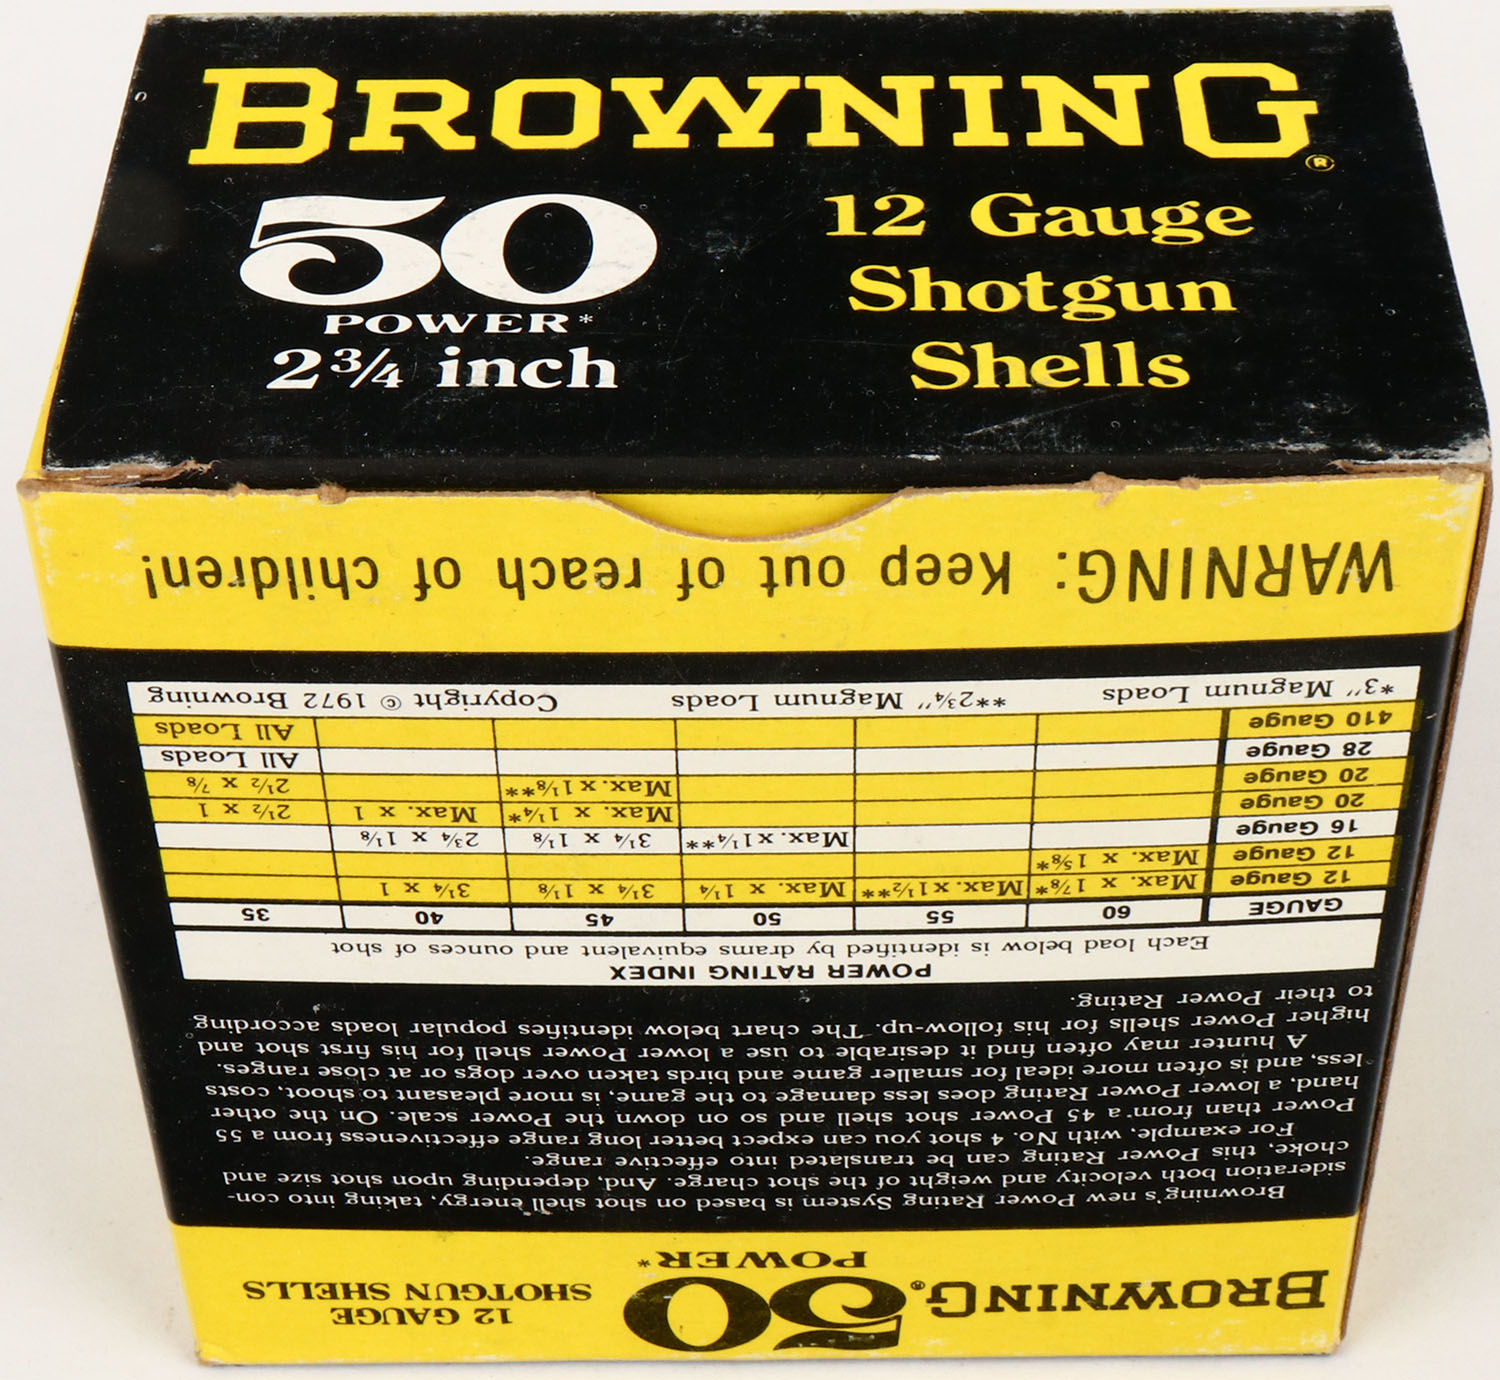 BROWNING®
50
POWER*
2¾ inch
12 Gauge
Shotgun
Shells
BROWNING®
50
POWER*
12 GAUGE
SHOTGUN SHELLS
Browning's new Power Rating System is based on shot shell energy, taking into con-
sideration both velocity and weight of the shot charge. And, depending upon shot size and
choke, this Power Rating can be translated into effective range.
For example, with No. 4 shot you can expect better long range effectiveness from a 55
Power than from a 45 Power shot shell and so on down the Power scale. On the other
hand, a lower Power Rating does less damage to the game, is more pleasant to shoot, costs
less, and is often more ideal for smaller game and birds taken over dogs or at close ranges.
A hunter may often find it desirable to use a lower Power shell for his first shot and
higher Power shells for his follow-up. The chart below identifies popular loads according
to their Power Rating.
POWER RATING INDEX
Each load below is identified by drams equivalent and ounces of shot
GAUGE 60 55 50 45 40 35
12 Gauge Max. x 1⅞* Max. x 1½** Max. x 1¼ 3¼ x 1⅛ 3¼ x 1
12 Gauge Max. x 1⅝*
16 Gauge Max. x 1¼** 3¼ x 1⅛ 2¾ x 1⅛
20 Gauge Max. x 1¼* Max. x 1 2½ x 1
20 Gauge Max. x 1⅛** 2½ x ⅞
28 Gauge All Loads
410 Gauge All Loads
*3" Magnum Loads **2¾" Magnum Loads Copyright © 1972 Browning
WARNING: Keep out of reach of children!